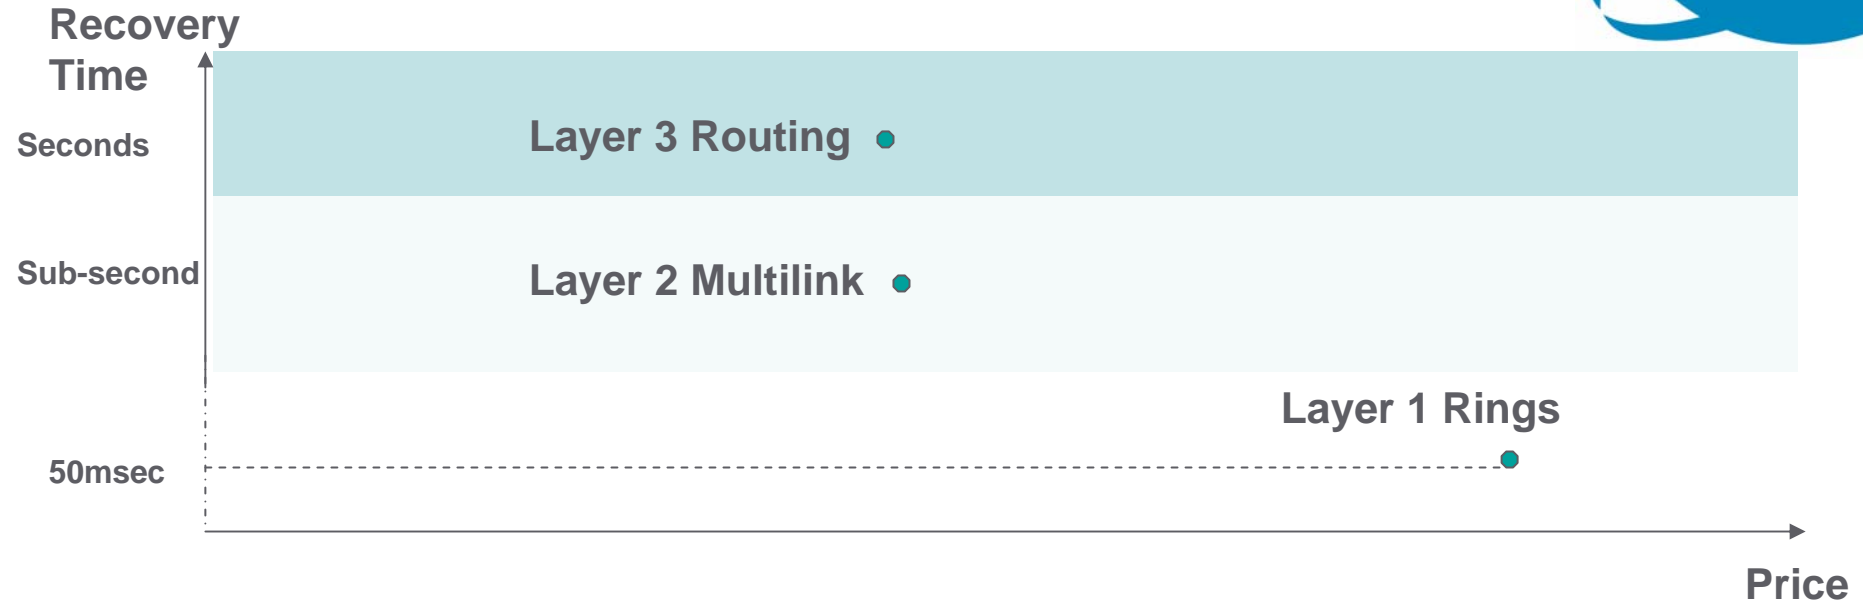 Recovery
Time
Seconds
Layer 3 Routing
Sub-second
Layer 2 Multilink
Layer 1 Rings
50msec
Price